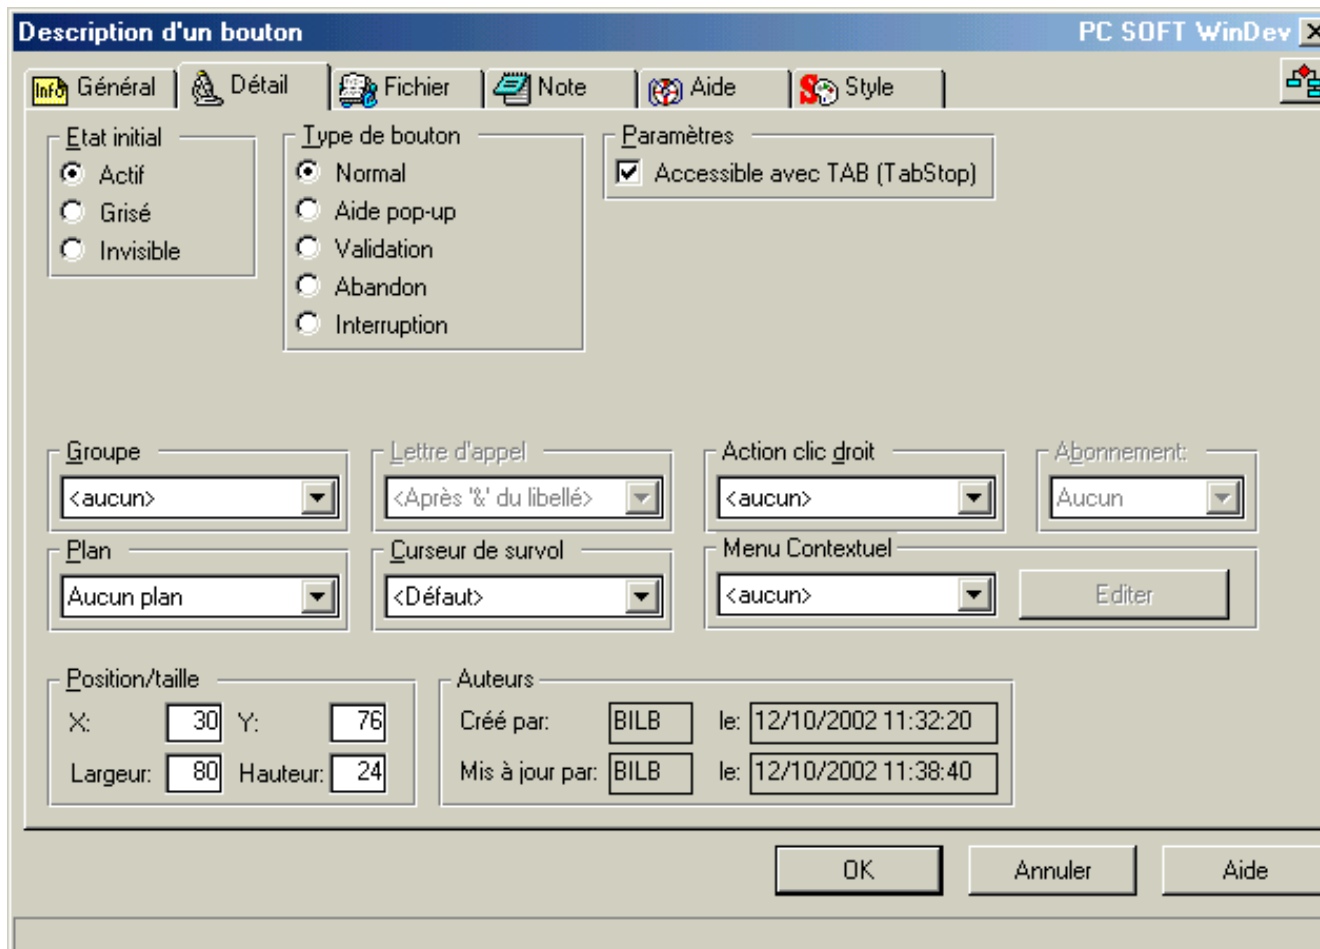 Description d'un bouton PC SOFT WinDev
Info Général Détail Fichier Note Aide S Style
Etat initial Type de bouton Paramètres
Actif Normal Accessible avec TAB (TabStop)
Grisé Aide pop-up
Invisible Validation
Abandon
Interruption
Groupe Lettre d'appel Action clic droit Abonnement:
<aucun> <Après '&' du libellé> <aucun> Aucun
Plan Curseur de survol Menu Contextuel
Aucun plan <Défaut> <aucun> Editer
Position/taille Auteurs
X: 30 Y: 76 Créé par: BILB le: 12/10/2002 11:32:20
Largeur: 80 Hauteur: 24 Mis à jour par: BILB le: 12/10/2002 11:38:40
OK Annuler Aide